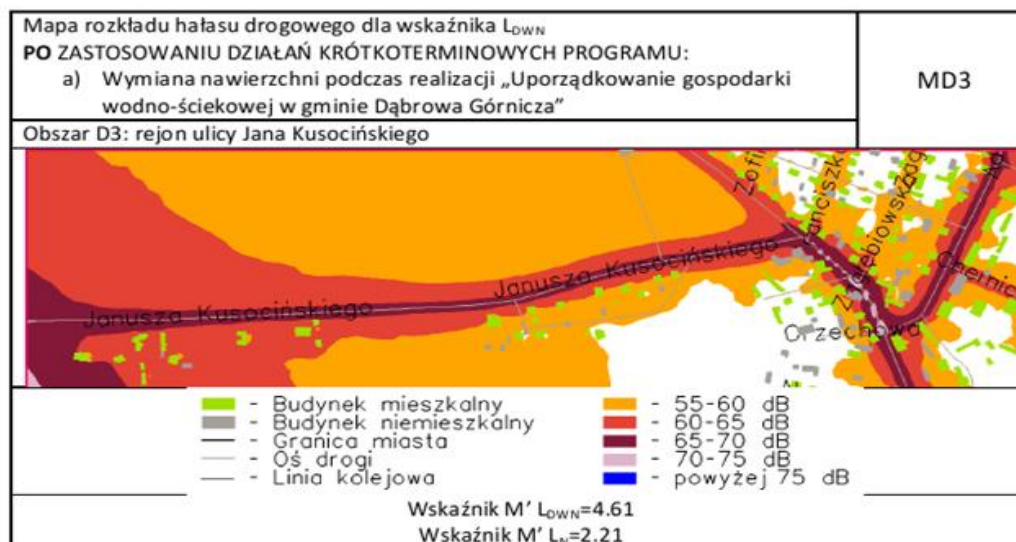 Mapa rozkładu hałasu drogowego dla wskaźnika LDWN
PO ZASTOSOWANIU DZIAŁAŃ KRÓTKOTERMINOWYCH PROGRAMU:
a) Wymiana nawierzchni podczas realizacji „Uporządkowanie gospodarki
wodno-ściekowej w gminie Dąbrowa Górnicza”
MD3
Obszar D3: rejon ulicy Jana Kusocińskiego
Janusza Kusocińskiego
Janusza Kusocińskiego
Orzechowa
- Budynek mieszkalny
- Budynek niemieszkalny
- Granica miasta
- Oś drogi
- Linia kolejowa
- 55-60 dB
- 60-65 dB
- 65-70 dB
- 70-75 dB
- powyżej 75 dB
Wskaźnik M’ LDWN=4.61
Wskaźnik M’ LN=2.21